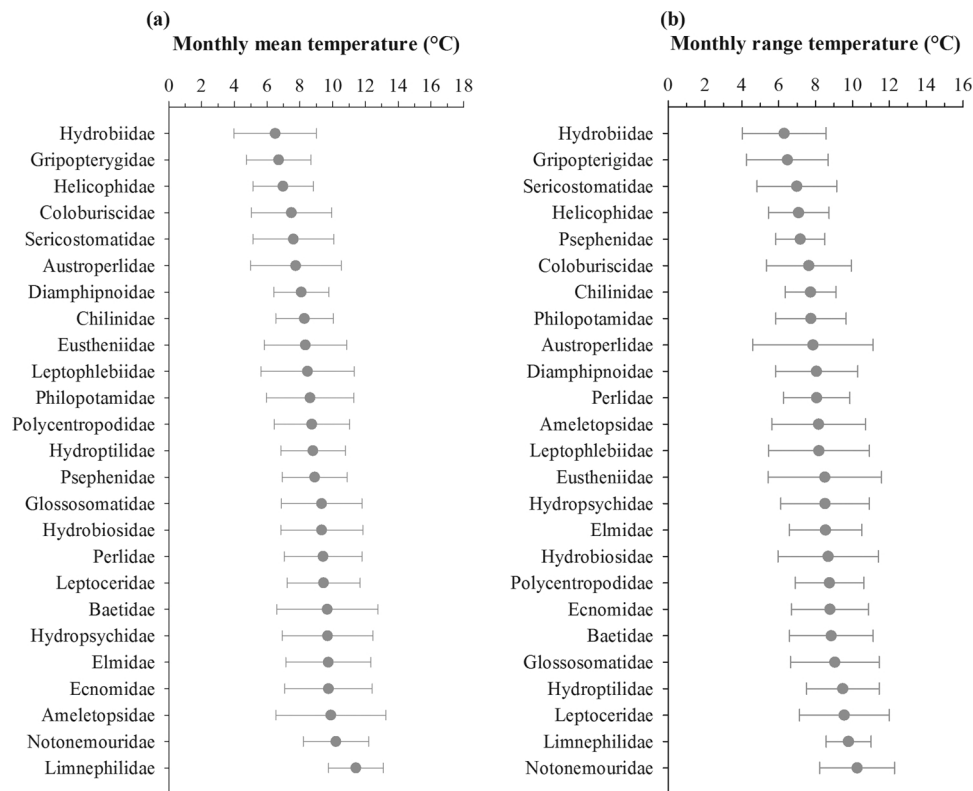 (a)
Monthly mean temperature (°C)
0 2 4 6 8 10 12 14 16 18
Hydrobiidae
Gripopterygidae
Helicophidae
Coloburiscidae
Sericostomatidae
Austroperlidae
Diamphipnoidae
Chilinidae
Eustheniidae
Leptophlebiidae
Philopotamidae
Polycentropodidae
Hydroptilidae
Psephenidae
Glossosomatidae
Hydrobiosidae
Perlidae
Leptoceridae
Baetidae
Hydropsychidae
Elmidae
Ecnomidae
Ameletopsidae
Notonemouridae
Limnephilidae
(b)
Monthly range temperature (°C)
0 2 4 6 8 10 12 14 16
Hydrobiidae
Gripopterigidae
Sericostomatidae
Helicophidae
Psephenidae
Coloburiscidae
Chilinidae
Philopotamidae
Austroperlidae
Diamphipnoidae
Perlidae
Ameletopsidae
Leptophlebiidae
Eustheniidae
Hydropsychidae
Elmidae
Hydrobiosidae
Polycentropodidae
Ecnomidae
Baetidae
Glossosomatidae
Hydroptilidae
Leptoceridae
Limnephilidae
Notonemouridae